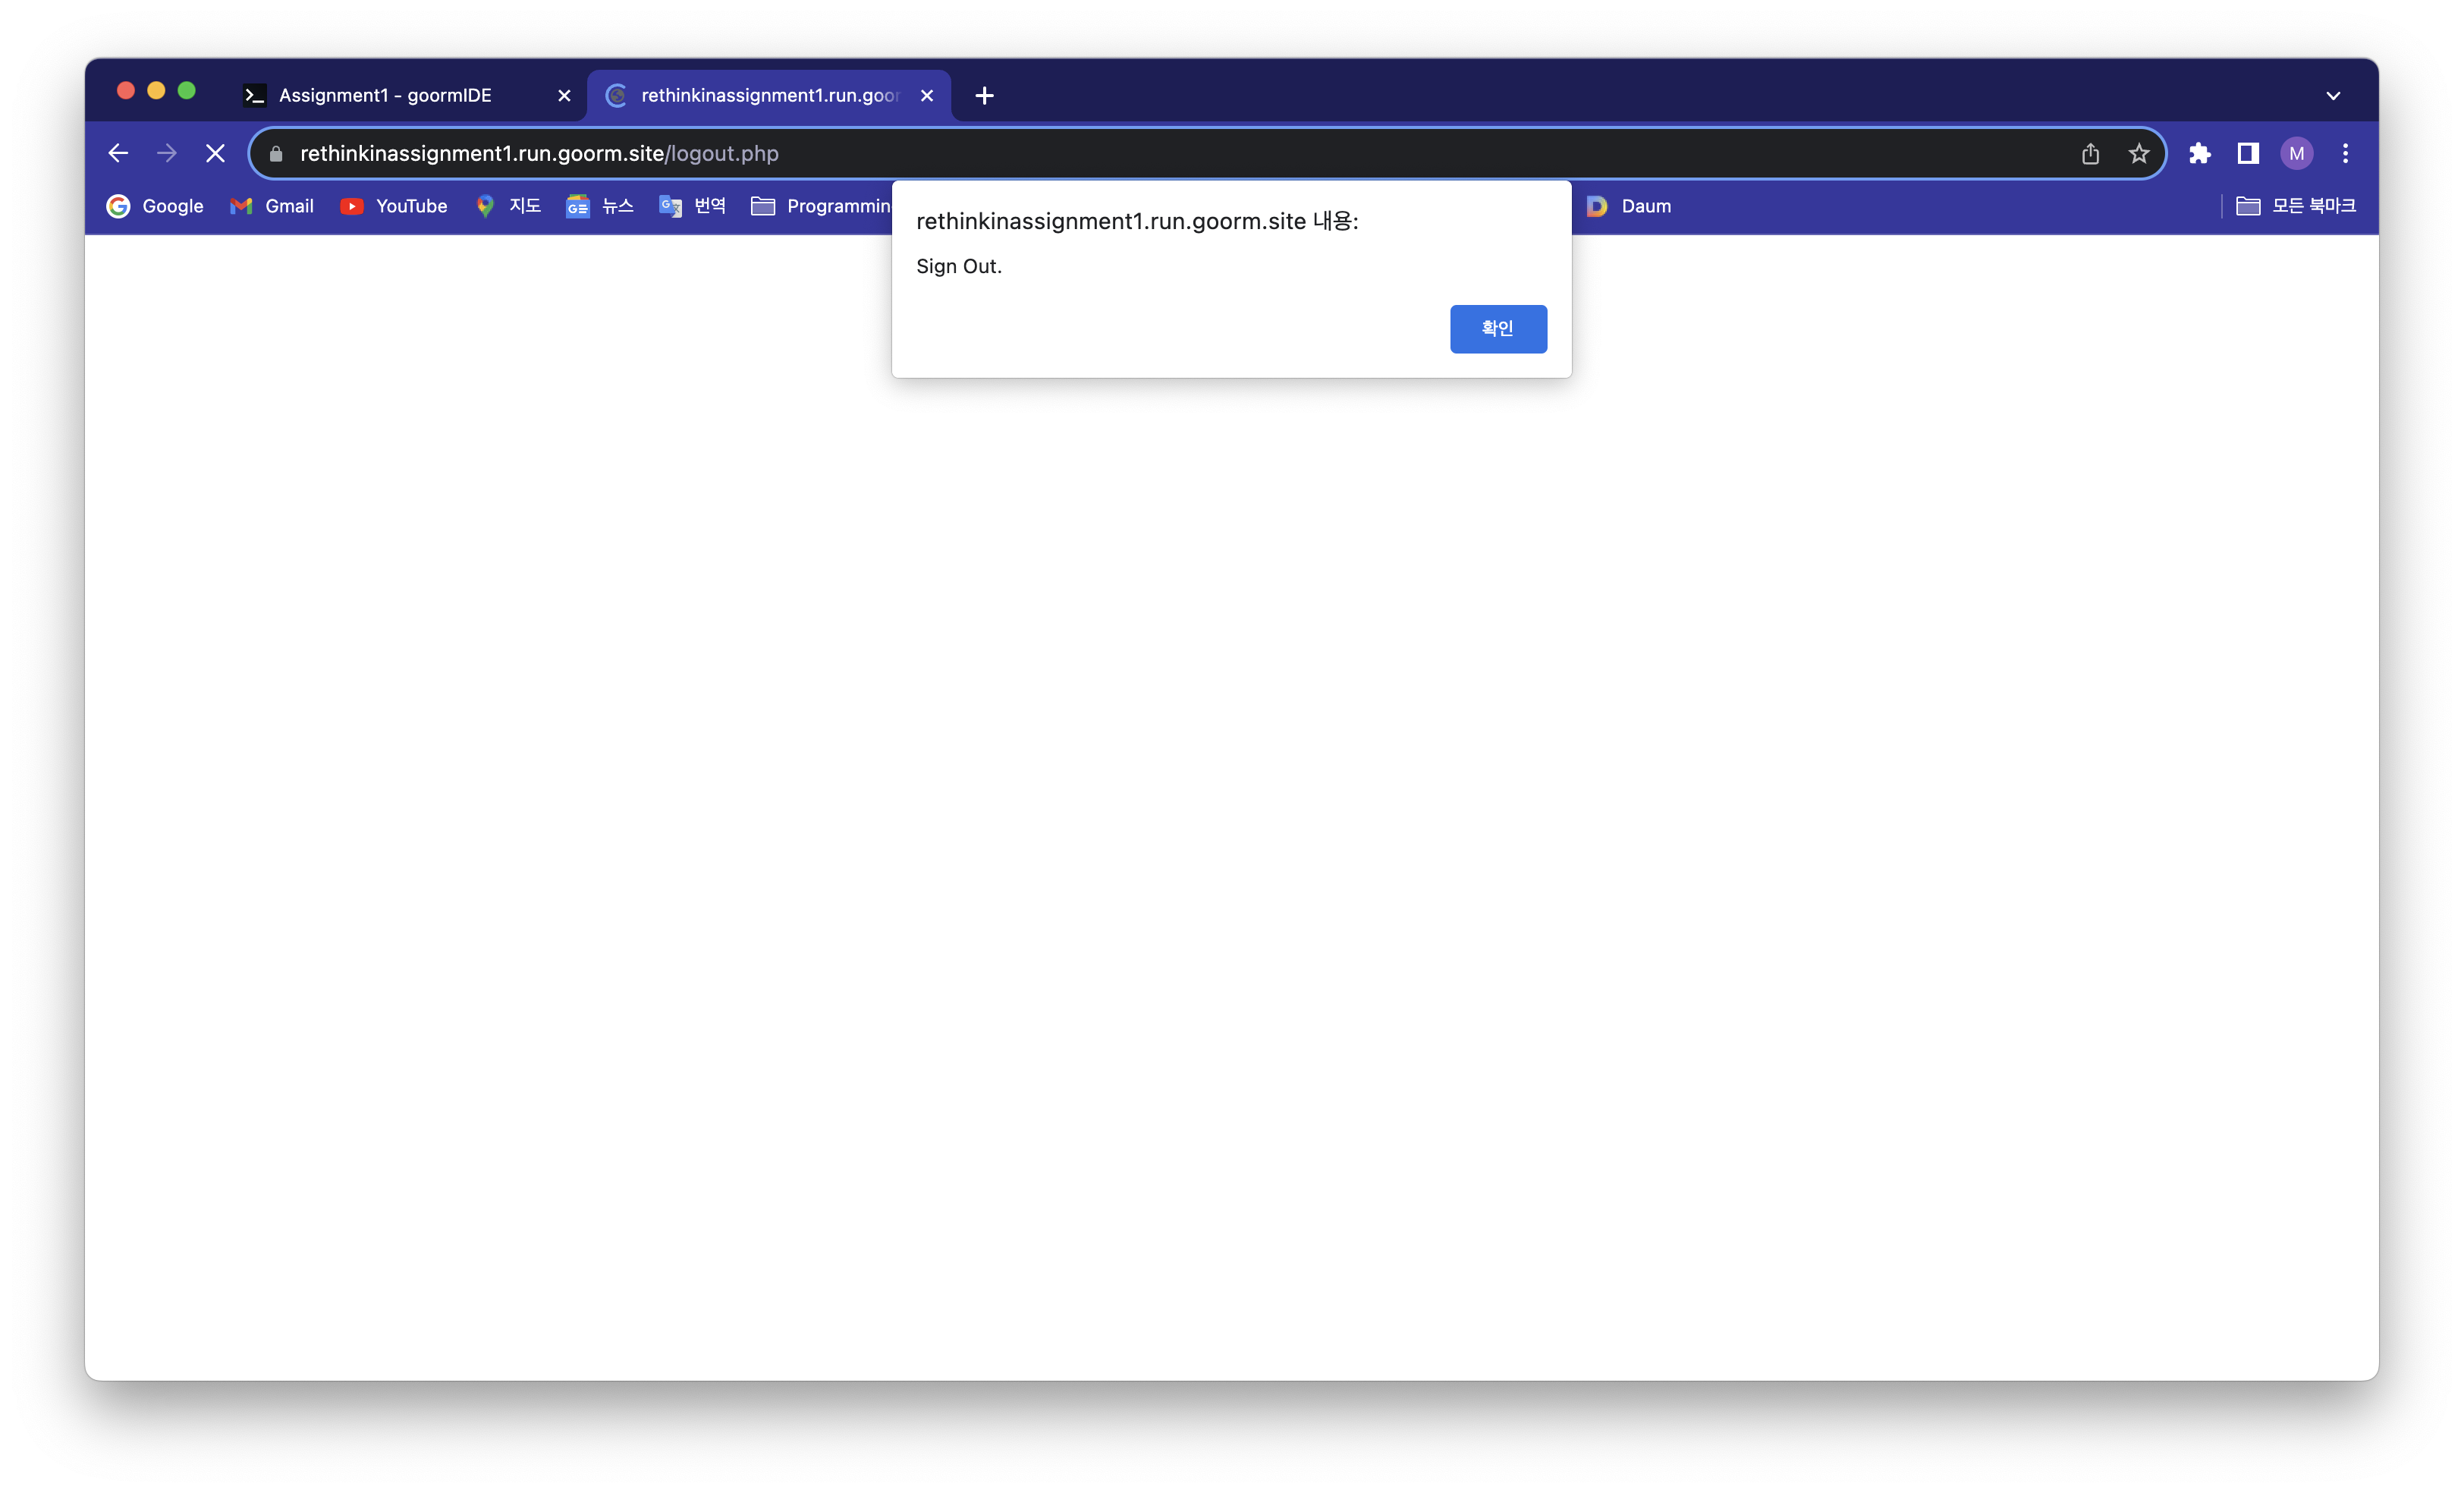 Assignment1 - goormIDE
rethinkinassignment1.run.goor
rethinkinassignment1.run.goorm.site/logout.php
M
Google
Gmail
YouTube
지도
뉴스
번역
Programmin
Daum
모든 북마크
rethinkinassignment1.run.goorm.site 내용:
Sign Out.
확인